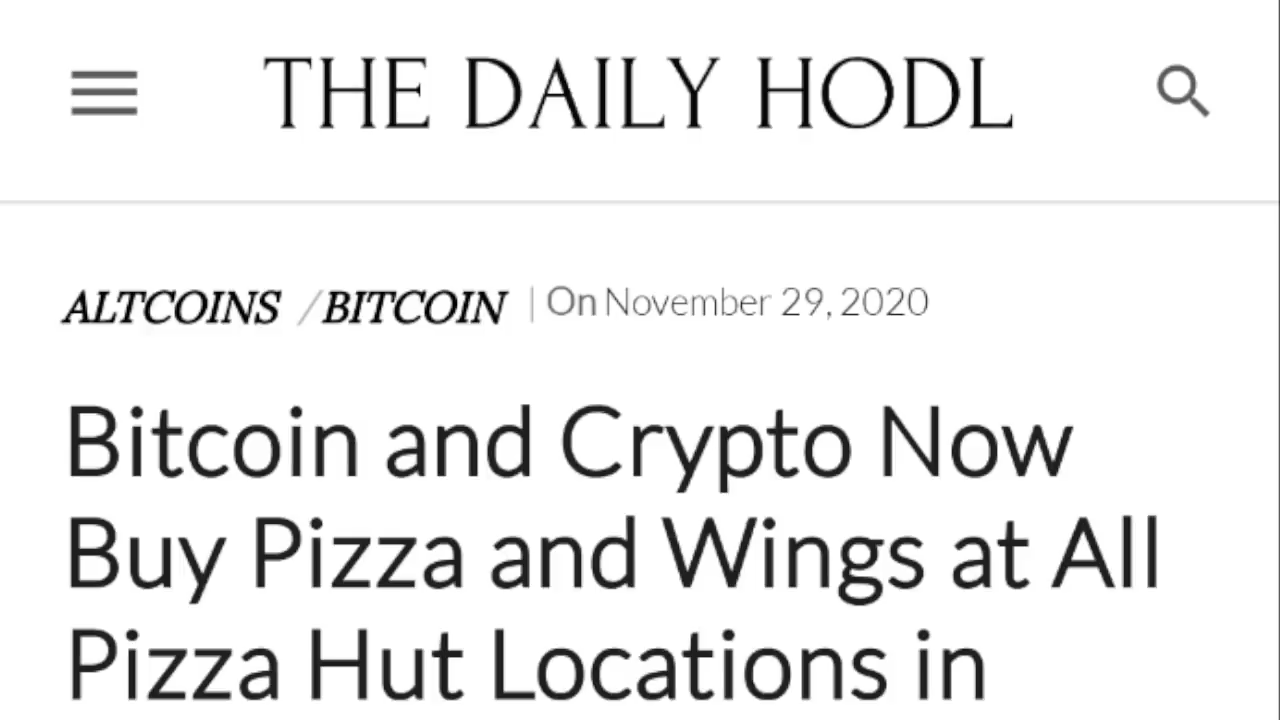 THE DAILY HODL
ALTCOINS / BITCOIN | On November 29, 2020
Bitcoin and Crypto Now
Buy Pizza and Wings at All
Pizza Hut Locations in